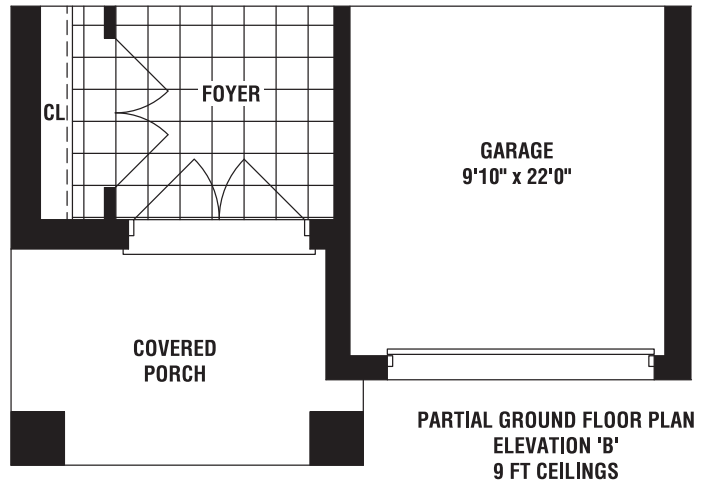 FOYER
CL
GARAGE
9'10" x 22'0"
COVERED
PORCH
PARTIAL GROUND FLOOR PLAN
ELEVATION 'B'
9 FT CEILINGS